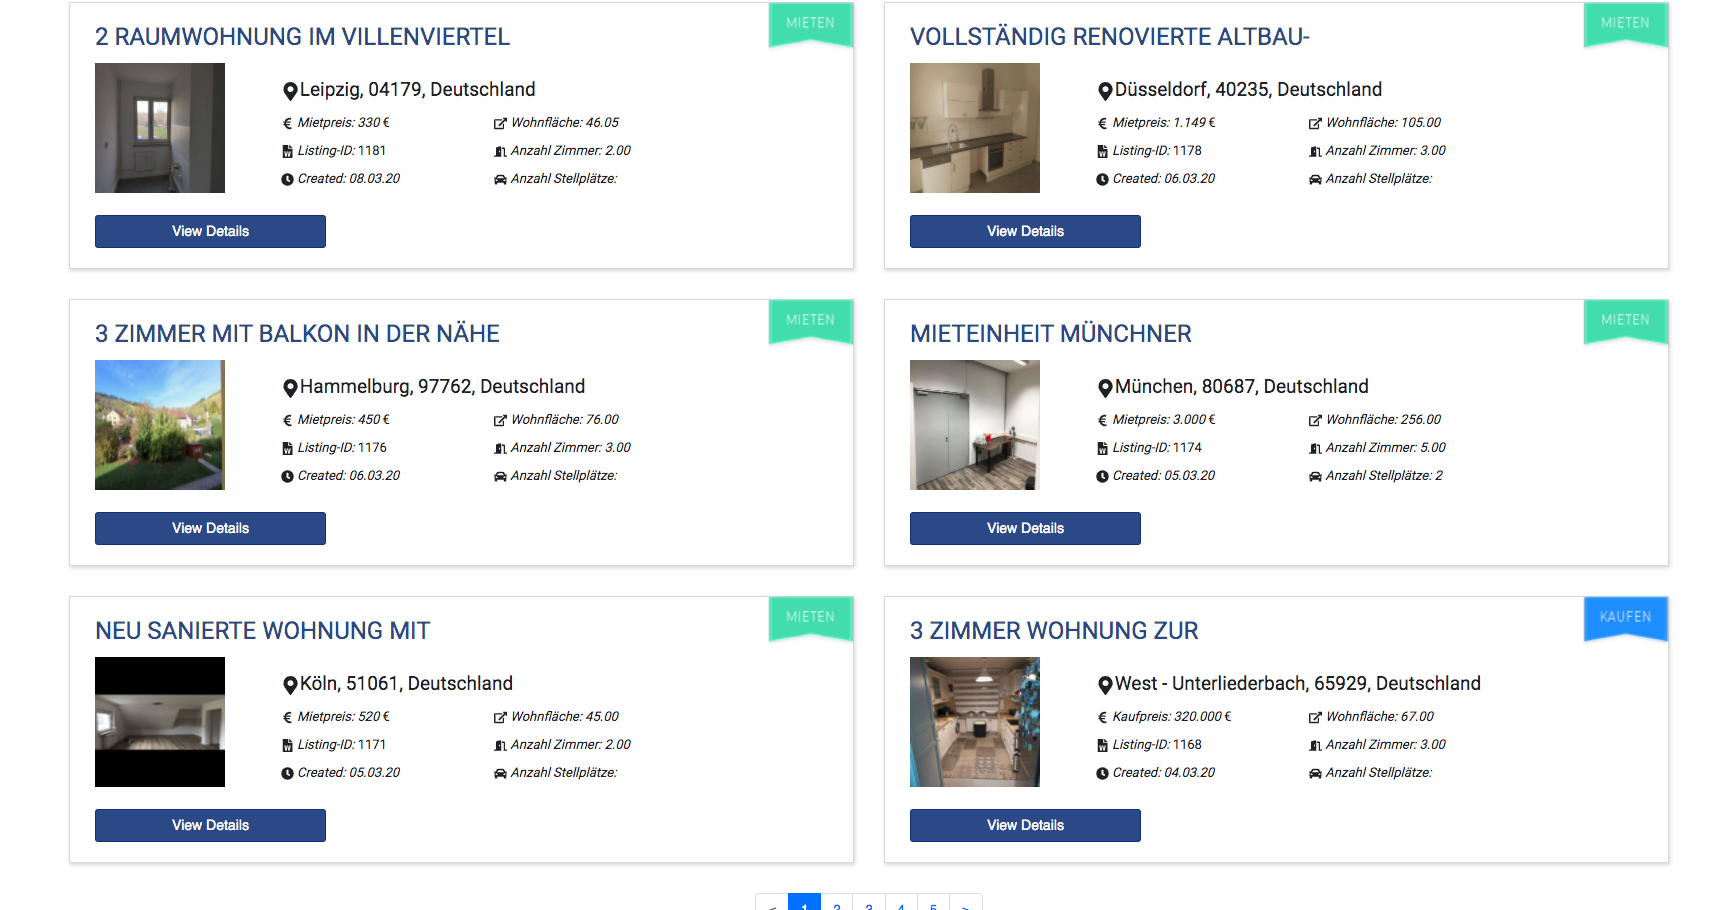 MIETEN
2 RAUMWOHNUNG IM VILLENVIERTEL
Leipzig, 04179, Deutschland
Mietpreis: 330 € Wohnfläche: 46.05
Listing-ID: 1181 Anzahl Zimmer: 2.00
Created: 08.03.20 Anzahl Stellplätze:
View Details
MIETEN
VOLLSTÄNDIG RENOVIERTE ALTBAU-
Düsseldorf, 40235, Deutschland
Mietpreis: 1.149 € Wohnfläche: 105.00
Listing-ID: 1178 Anzahl Zimmer: 3.00
Created: 06.03.20 Anzahl Stellplätze:
View Details
MIETEN
3 ZIMMER MIT BALKON IN DER NÄHE
Hammelburg, 97762, Deutschland
Mietpreis: 450 € Wohnfläche: 76.00
Listing-ID: 1176 Anzahl Zimmer: 3.00
Created: 06.03.20 Anzahl Stellplätze:
View Details
MIETEN
MIETEINHEIT MÜNCHNER
München, 80687, Deutschland
Mietpreis: 3.000 € Wohnfläche: 256.00
Listing-ID: 1174 Anzahl Zimmer: 5.00
Created: 05.03.20 Anzahl Stellplätze: 2
View Details
MIETEN
NEU SANIERTE WOHNUNG MIT
Köln, 51061, Deutschland
Mietpreis: 520 € Wohnfläche: 45.00
Listing-ID: 1171 Anzahl Zimmer: 2.00
Created: 05.03.20 Anzahl Stellplätze:
View Details
KAUFEN
3 ZIMMER WOHNUNG ZUR
West - Unterliederbach, 65929, Deutschland
Kaufpreis: 320.000 € Wohnfläche: 67.00
Listing-ID: 1168 Anzahl Zimmer: 3.00
Created: 04.03.20 Anzahl Stellplätze:
View Details
< 1 2 3 4 5 >